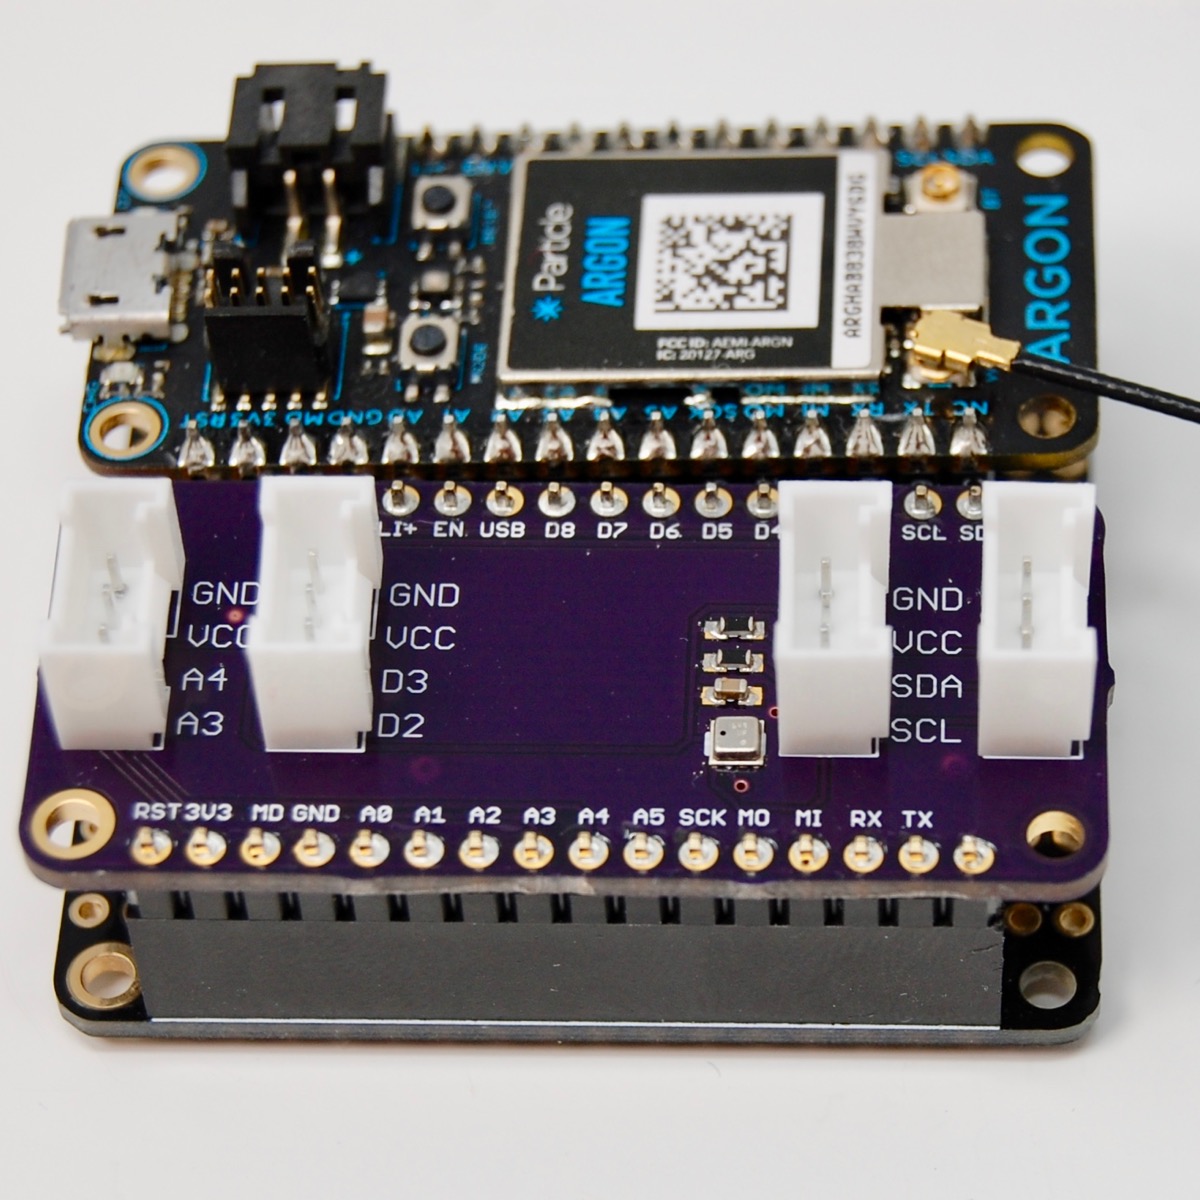 Particle
ARGON
FCC ID: AEMI-ARGN
IC: 20127-ARG
ARGHAB838WVYSDG
ARGON
RST 3V3 MD GND A0 A1 A2 A3 A4 A5 SCK MO MI RX TX NC
LI+ EN USB D8 D7 D6 D5 D4 SCL
GND
VCC
A4
A3
GND
VCC
D3
D2
GND
VCC
SDA
SCL
RST 3V3 MD GND A0 A1 A2 A3 A4 A5 SCK MO MI RX TX